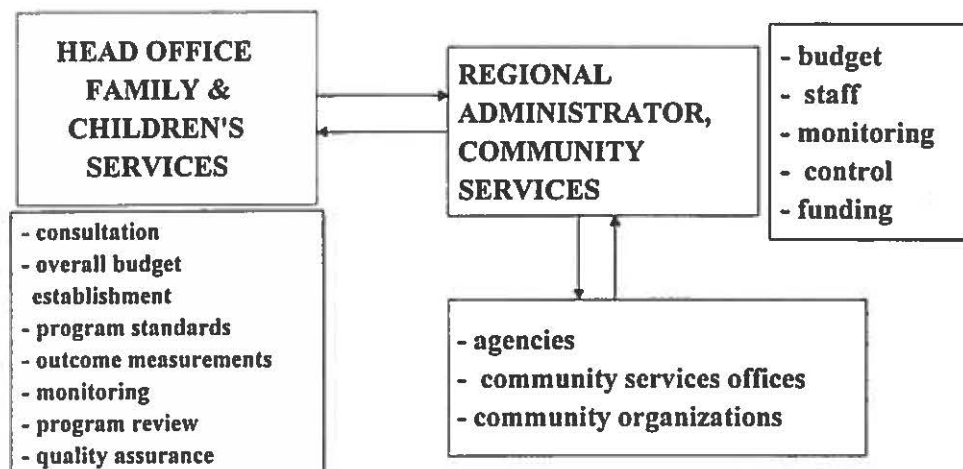 HEAD OFFICE
FAMILY &
CHILDREN'S
SERVICES
- consultation
- overall budget
establishment
- program standards
- outcome measurements
- monitoring
- program review
- quality assurance
REGIONAL
ADMINISTRATOR,
COMMUNITY
SERVICES
- budget
- staff
- monitoring
- control
- funding
- agencies
- community services offices
- community organizations